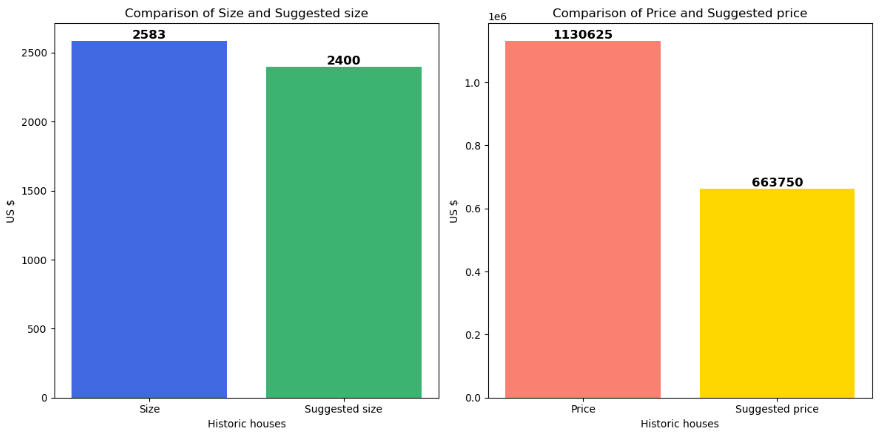 Comparison of Size and Suggested size
2583
2400
2500
2000
1500
1000
500
0
US $
Size
Suggested size
Historic houses
Comparison of Price and Suggested price
1e6
1130625
663750
1.0
0.8
0.6
0.4
0.2
0.0
US $
Price
Suggested price
Historic houses